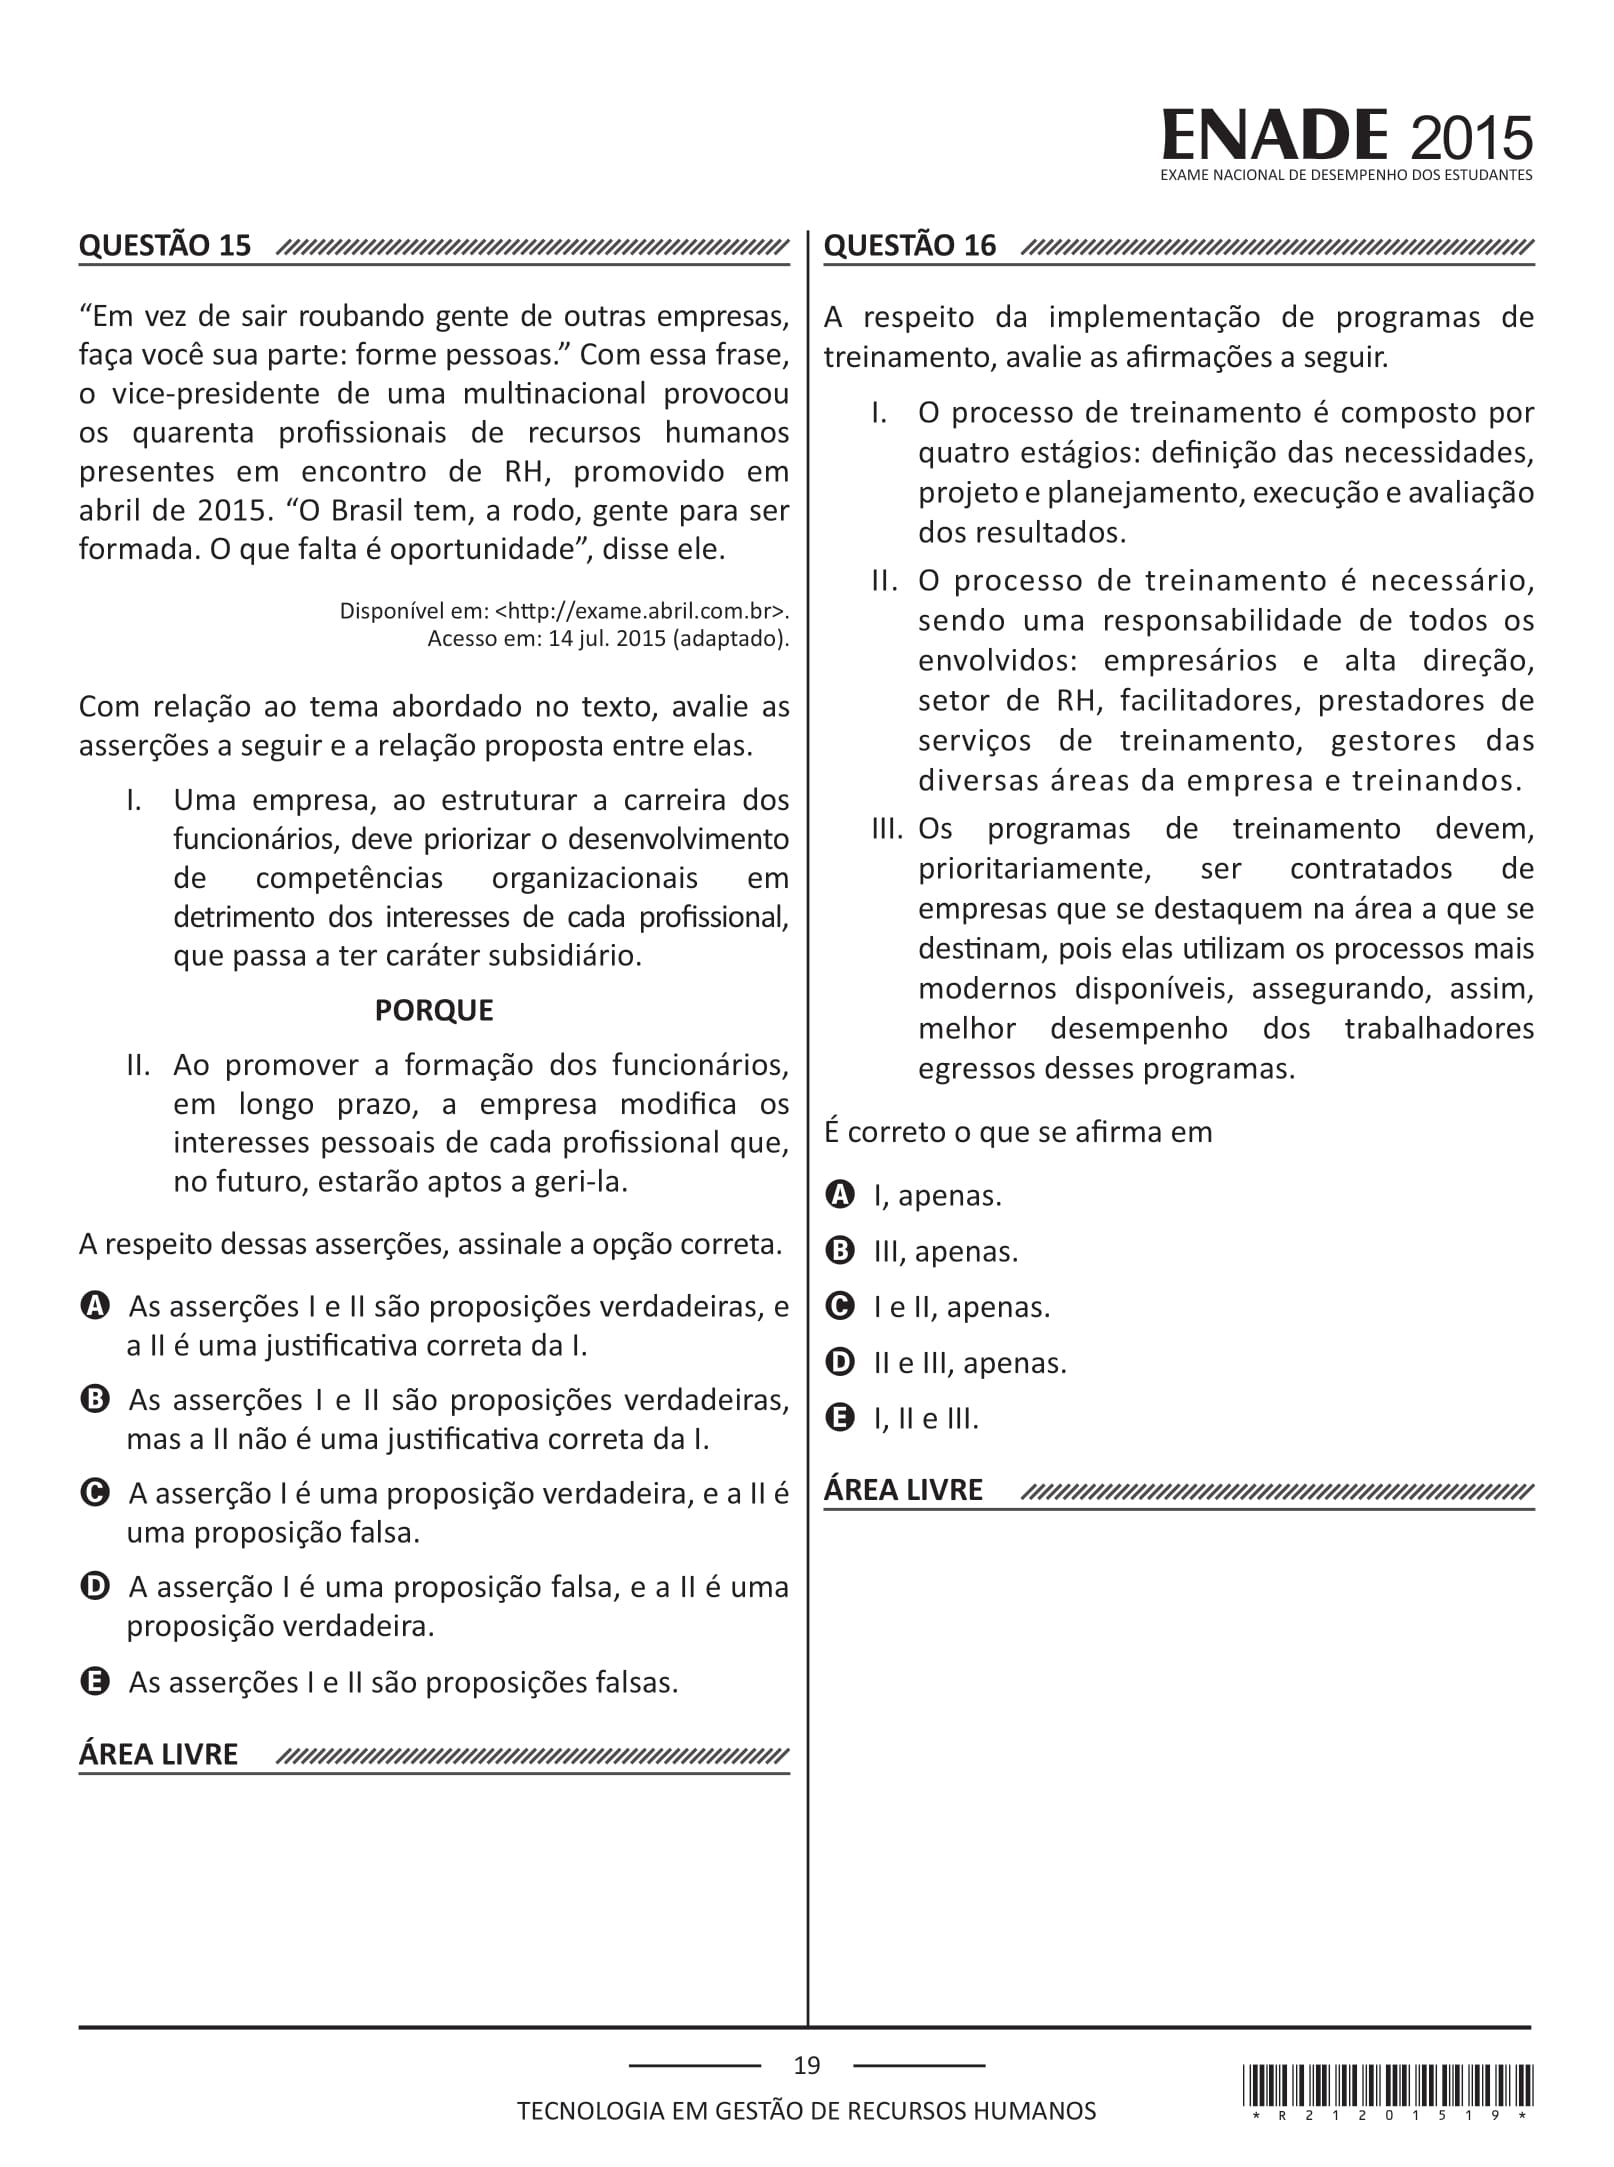 ENADE 2015
EXAME NACIONAL DE DESEMPENHO DOS ESTUDANTES
QUESTÃO 15
“Em vez de sair roubando gente de outras empresas,
faça você sua parte: forme pessoas.” Com essa frase,
o vice-presidente de uma multinacional provocou
os quarenta profissionais de recursos humanos
presentes em encontro de RH, promovido em
abril de 2015. “O Brasil tem, a rodo, gente para ser
formada. O que falta é oportunidade”, disse ele.
Disponível em: <http://exame.abril.com.br>.
Acesso em: 14 jul. 2015 (adaptado).
Com relação ao tema abordado no texto, avalie as
asserções a seguir e a relação proposta entre elas.
I. Uma empresa, ao estruturar a carreira dos
funcionários, deve priorizar o desenvolvimento
de competências organizacionais em
detrimento dos interesses de cada profissional,
que passa a ter caráter subsidiário.
PORQUE
II. Ao promover a formação dos funcionários,
em longo prazo, a empresa modifica os
interesses pessoais de cada profissional que,
no futuro, estarão aptos a geri-la.
A respeito dessas asserções, assinale a opção correta.
A As asserções I e II são proposições verdadeiras, e
a II é uma justificativa correta da I.
B As asserções I e II são proposições verdadeiras,
mas a II não é uma justificativa correta da I.
C A asserção I é uma proposição verdadeira, e a II é
uma proposição falsa.
D A asserção I é uma proposição falsa, e a II é uma
proposição verdadeira.
E As asserções I e II são proposições falsas.
ÁREA LIVRE
QUESTÃO 16
A respeito da implementação de programas de
treinamento, avalie as afirmações a seguir.
I. O processo de treinamento é composto por
quatro estágios: definição das necessidades,
projeto e planejamento, execução e avaliação
dos resultados.
II. O processo de treinamento é necessário,
sendo uma responsabilidade de todos os
envolvidos: empresários e alta direção,
setor de RH, facilitadores, prestadores de
serviços de treinamento, gestores das
diversas áreas da empresa e treinandos.
III. Os programas de treinamento devem,
prioritariamente, ser contratados de
empresas que se destaquem na área a que se
destinam, pois elas utilizam os processos mais
modernos disponíveis, assegurando, assim,
melhor desempenho dos trabalhadores
egressos desses programas.
É correto o que se afirma em
A I, apenas.
B III, apenas.
C I e II, apenas.
D II e III, apenas.
E I, II e III.
ÁREA LIVRE
19
TECNOLOGIA EM GESTÃO DE RECURSOS HUMANOS
* R 2 1 2 0 1 5 1 9 *